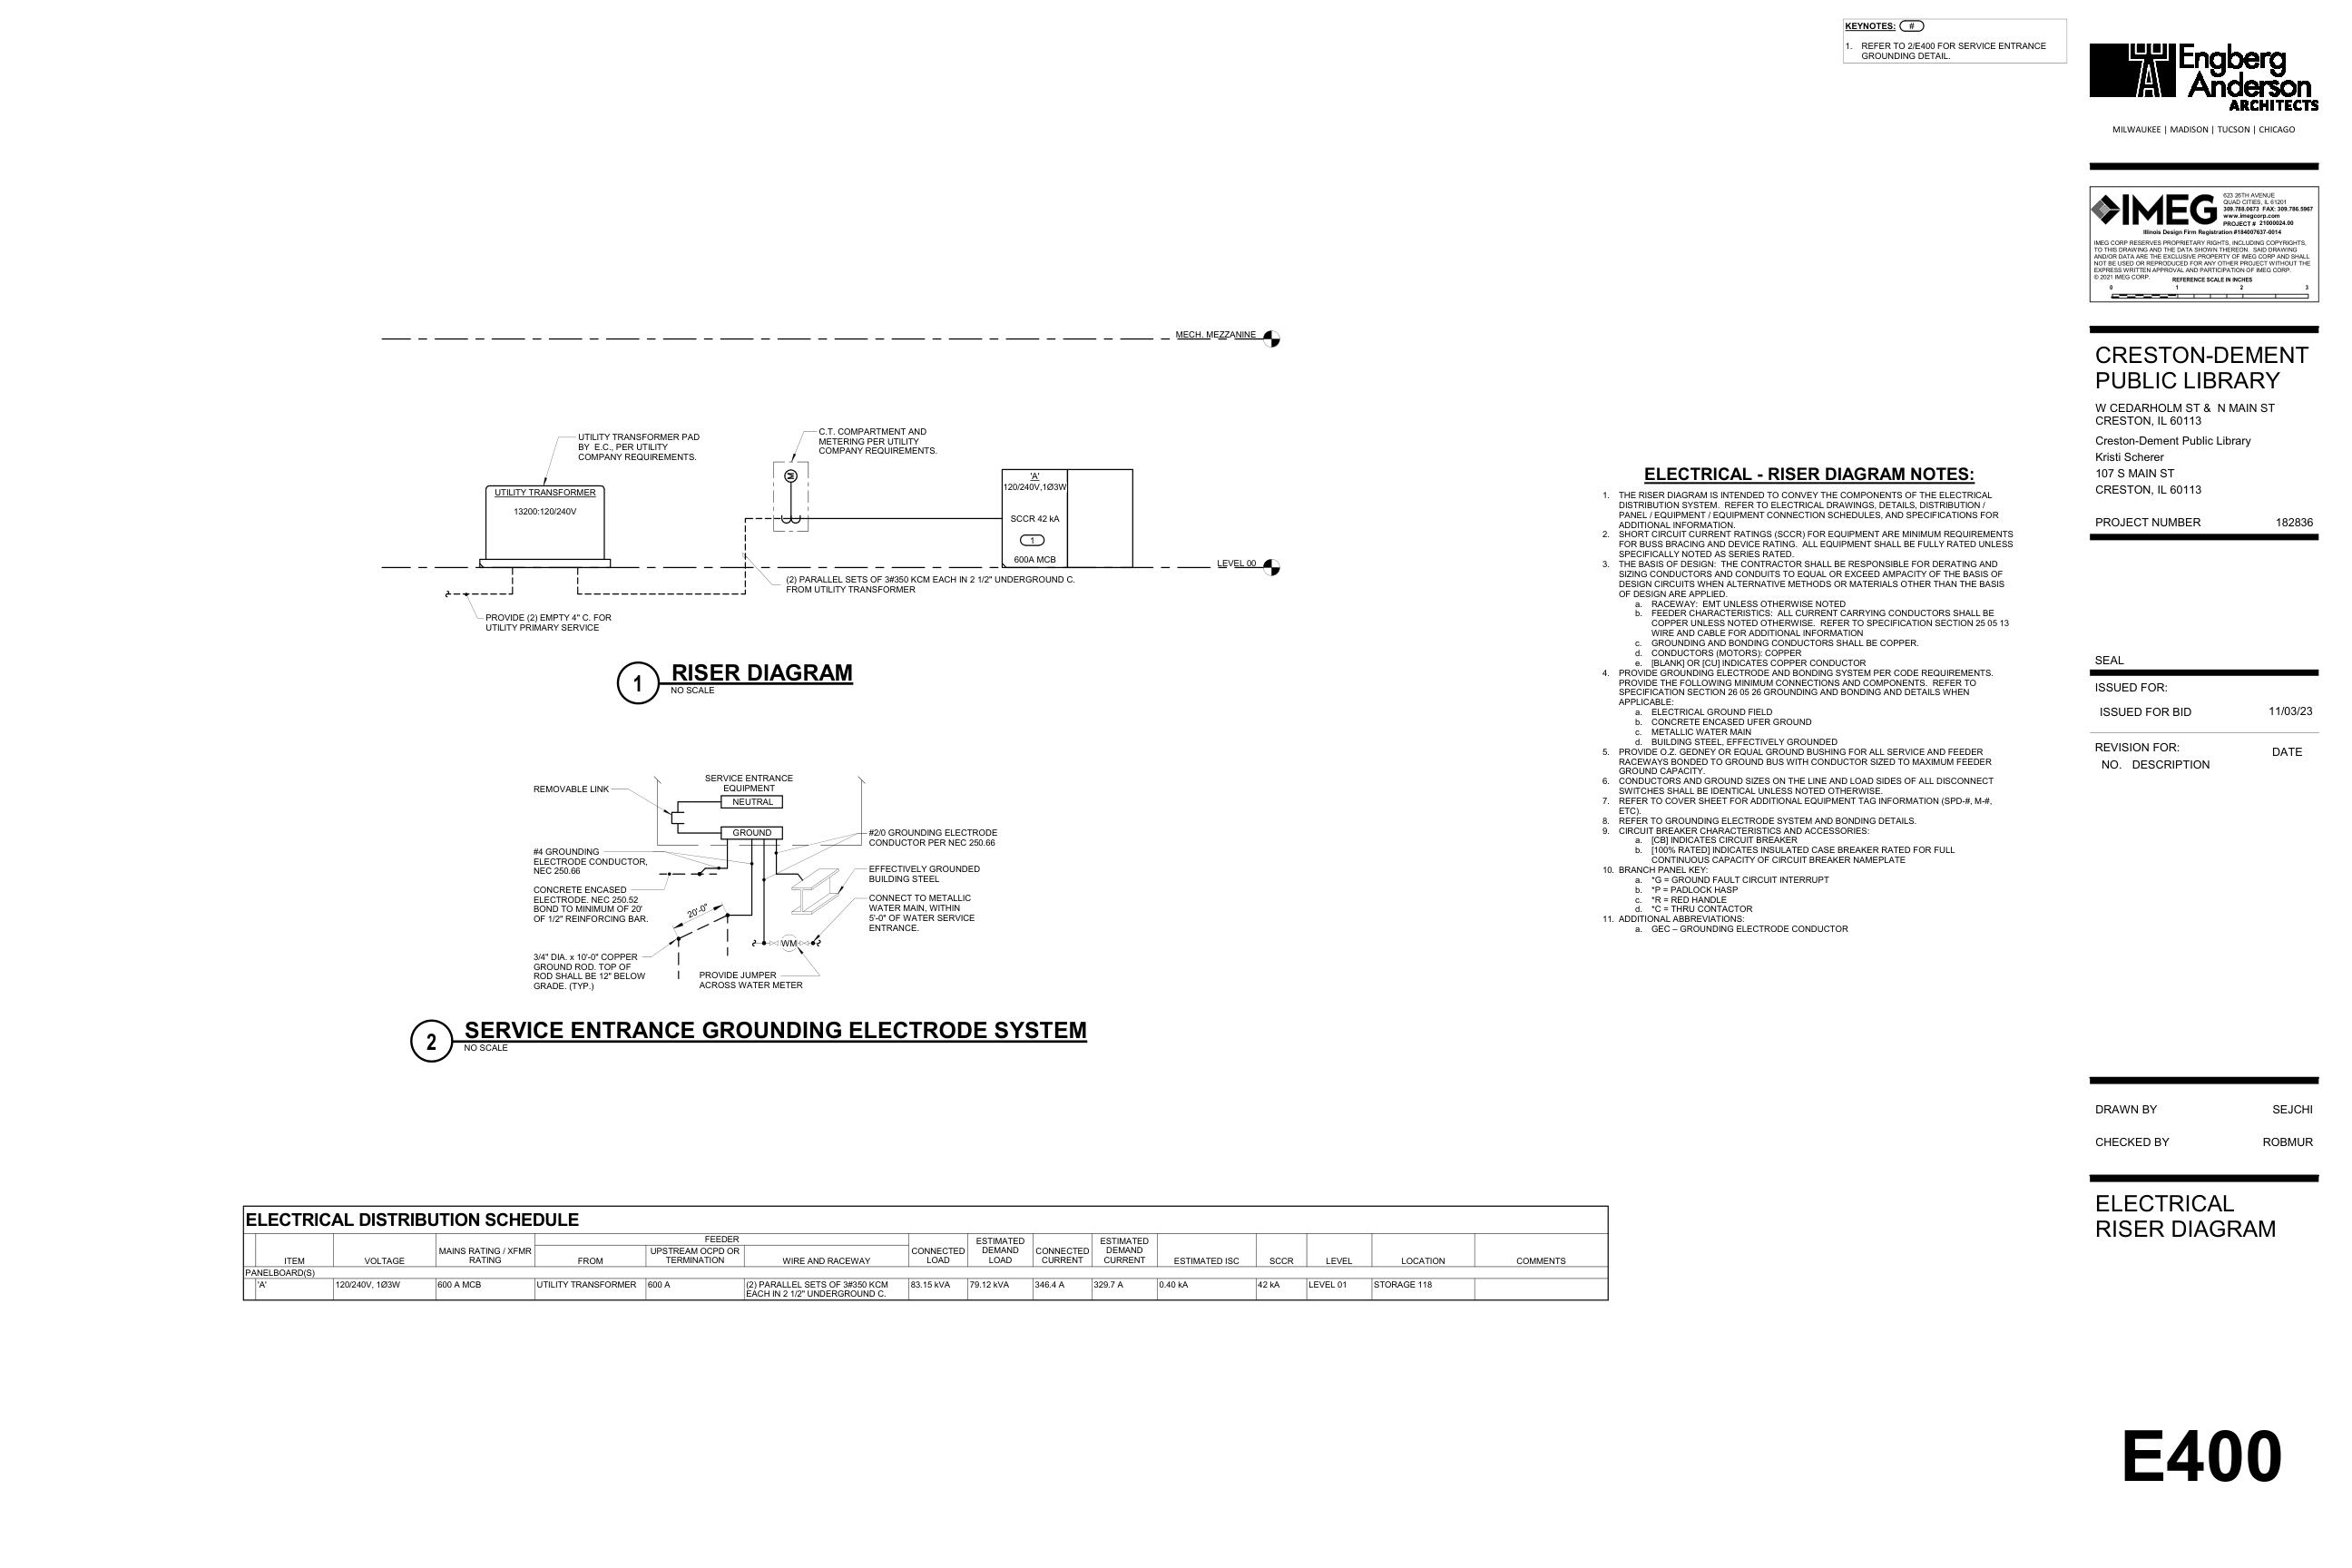 KEYNOTES: #
1. REFER TO 2/E400 FOR SERVICE ENTRANCE
GROUNDING DETAIL.
Engberg
Anderson
ARCHITECTS
MILWAUKEE | MADISON | TUCSON | CHICAGO
IMEG
623 26TH AVENUE
QUAD CITIES, IL 61201
309.788.0673 FAX: 309.786.5967
www.imegcorp.com
PROJECT # 21000024.00
Illinois Design Firm Registration #184007637-0014
IMEG CORP RESERVES PROPRIETARY RIGHTS, INCLUDING COPYRIGHTS,
TO THIS DRAWING AND THE DATA SHOWN THEREON. SAID DRAWING
AND/OR DATA ARE THE EXCLUSIVE PROPERTY OF IMEG CORP AND SHALL
NOT BE USED OR REPRODUCED FOR ANY OTHER PROJECT WITHOUT THE
EXPRESS WRITTEN APPROVAL AND PARTICIPATION OF IMEG CORP.
© 2021 IMEG CORP.
REFERENCE SCALE IN INCHES
0 1 2 3
CRESTON-DEMENT
PUBLIC LIBRARY
W CEDARHOLM ST & N MAIN ST
CRESTON, IL 60113
Creston-Dement Public Library
Kristi Scherer
107 S MAIN ST
CRESTON, IL 60113
PROJECT NUMBER 182836
SEAL
ISSUED FOR:
ISSUED FOR BID 11/03/23
REVISION FOR: DATE
NO. DESCRIPTION
DRAWN BY SEJCHI
CHECKED BY ROBMUR
ELECTRICAL
RISER DIAGRAM
E400
MECH. MEZZANINE
UTILITY TRANSFORMER PAD
BY E.C., PER UTILITY
COMPANY REQUIREMENTS.
C.T. COMPARTMENT AND
METERING PER UTILITY
COMPANY REQUIREMENTS.
UTILITY TRANSFORMER
13200:120/240V
M
'A'
120/240V,1Ø3W
SCCR 42 kA
1
600A MCB
LEVEL 00
(2) PARALLEL SETS OF 3#350 KCM EACH IN 2 1/2" UNDERGROUND C.
FROM UTILITY TRANSFORMER
PROVIDE (2) EMPTY 4" C. FOR
UTILITY PRIMARY SERVICE
1 RISER DIAGRAM
NO SCALE
SERVICE ENTRANCE
EQUIPMENT
REMOVABLE LINK
NEUTRAL
GROUND
#2/0 GROUNDING ELECTRODE
CONDUCTOR PER NEC 250.66
#4 GROUNDING
ELECTRODE CONDUCTOR,
NEC 250.66
EFFECTIVELY GROUNDED
BUILDING STEEL
CONCRETE ENCASED
ELECTRODE. NEC 250.52
BOND TO MINIMUM OF 20'
OF 1/2" REINFORCING BAR.
CONNECT TO METALLIC
WATER MAIN, WITHIN
5'-0" OF WATER SERVICE
ENTRANCE.
20'-0"
WM
3/4" DIA. x 10'-0" COPPER
GROUND ROD. TOP OF
ROD SHALL BE 12" BELOW
GRADE. (TYP.)
PROVIDE JUMPER
ACROSS WATER METER
2 SERVICE ENTRANCE GROUNDING ELECTRODE SYSTEM
NO SCALE
ELECTRICAL - RISER DIAGRAM NOTES:
1. THE RISER DIAGRAM IS INTENDED TO CONVEY THE COMPONENTS OF THE ELECTRICAL
DISTRIBUTION SYSTEM. REFER TO ELECTRICAL DRAWINGS, DETAILS, DISTRIBUTION /
PANEL / EQUIPMENT / EQUIPMENT CONNECTION SCHEDULES, AND SPECIFICATIONS FOR
ADDITIONAL INFORMATION.
2. SHORT CIRCUIT CURRENT RATINGS (SCCR) FOR EQUIPMENT ARE MINIMUM REQUIREMENTS
FOR BUSS BRACING AND DEVICE RATING. ALL EQUIPMENT SHALL BE FULLY RATED UNLESS
SPECIFICALLY NOTED AS SERIES RATED.
3. THE BASIS OF DESIGN: THE CONTRACTOR SHALL BE RESPONSIBLE FOR DERATING AND
SIZING CONDUCTORS AND CONDUITS TO EQUAL OR EXCEED AMPACITY OF THE BASIS OF
DESIGN CIRCUITS WHEN ALTERNATIVE METHODS OR MATERIALS OTHER THAN THE BASIS
OF DESIGN ARE APPLIED.
a. RACEWAY: EMT UNLESS OTHERWISE NOTED
b. FEEDER CHARACTERISTICS: ALL CURRENT CARRYING CONDUCTORS SHALL BE
COPPER UNLESS NOTED OTHERWISE. REFER TO SPECIFICATION SECTION 25 05 13
WIRE AND CABLE FOR ADDITIONAL INFORMATION
c. GROUNDING AND BONDING CONDUCTORS SHALL BE COPPER.
d. CONDUCTORS (MOTORS): COPPER
e. [BLANK] OR [CU] INDICATES COPPER CONDUCTOR
4. PROVIDE GROUNDING ELECTRODE AND BONDING SYSTEM PER CODE REQUIREMENTS.
PROVIDE THE FOLLOWING MINIMUM CONNECTIONS AND COMPONENTS. REFER TO
SPECIFICATION SECTION 26 05 26 GROUNDING AND BONDING AND DETAILS WHEN
APPLICABLE:
a. ELECTRICAL GROUND FIELD
b. CONCRETE ENCASED UFER GROUND
c. METALLIC WATER MAIN
d. BUILDING STEEL, EFFECTIVELY GROUNDED
5. PROVIDE O.Z. GEDNEY OR EQUAL GROUND BUSHING FOR ALL SERVICE AND FEEDER
RACEWAYS BONDED TO GROUND BUS WITH CONDUCTOR SIZED TO MAXIMUM FEEDER
GROUND CAPACITY.
6. CONDUCTORS AND GROUND SIZES ON THE LINE AND LOAD SIDES OF ALL DISCONNECT
SWITCHES SHALL BE IDENTICAL UNLESS NOTED OTHERWISE.
7. REFER TO COVER SHEET FOR ADDITIONAL EQUIPMENT TAG INFORMATION (SPD-#, M-#,
ETC).
8. REFER TO GROUNDING ELECTRODE SYSTEM AND BONDING DETAILS.
9. CIRCUIT BREAKER CHARACTERISTICS AND ACCESSORIES:
a. [CB] INDICATES CIRCUIT BREAKER
b. [100% RATED] INDICATES INSULATED CASE BREAKER RATED FOR FULL
CONTINUOUS CAPACITY OF CIRCUIT BREAKER NAMEPLATE
10. BRANCH PANEL KEY:
a. *G = GROUND FAULT CIRCUIT INTERRUPT
b. *P = PADLOCK HASP
c. *R = RED HANDLE
d. *C = THRU CONTACTOR
11. ADDITIONAL ABBREVIATIONS:
a. GEC – GROUNDING ELECTRODE CONDUCTOR
ELECTRICAL DISTRIBUTION SCHEDULE
FEEDER
ITEM VOLTAGE MAINS RATING / XFMR RATING FROM UPSTREAM OCPD OR TERMINATION WIRE AND RACEWAY CONNECTED LOAD ESTIMATED DEMAND LOAD CONNECTED CURRENT ESTIMATED DEMAND CURRENT ESTIMATED ISC SCCR LEVEL LOCATION COMMENTS
PANELBOARD(S)
'A' 120/240V, 1Ø3W 600 A MCB UTILITY TRANSFORMER 600 A (2) PARALLEL SETS OF 3#350 KCM EACH IN 2 1/2" UNDERGROUND C. 83.15 kVA 79.12 kVA 346.4 A 329.7 A 0.40 kA 42 kA LEVEL 01 STORAGE 118